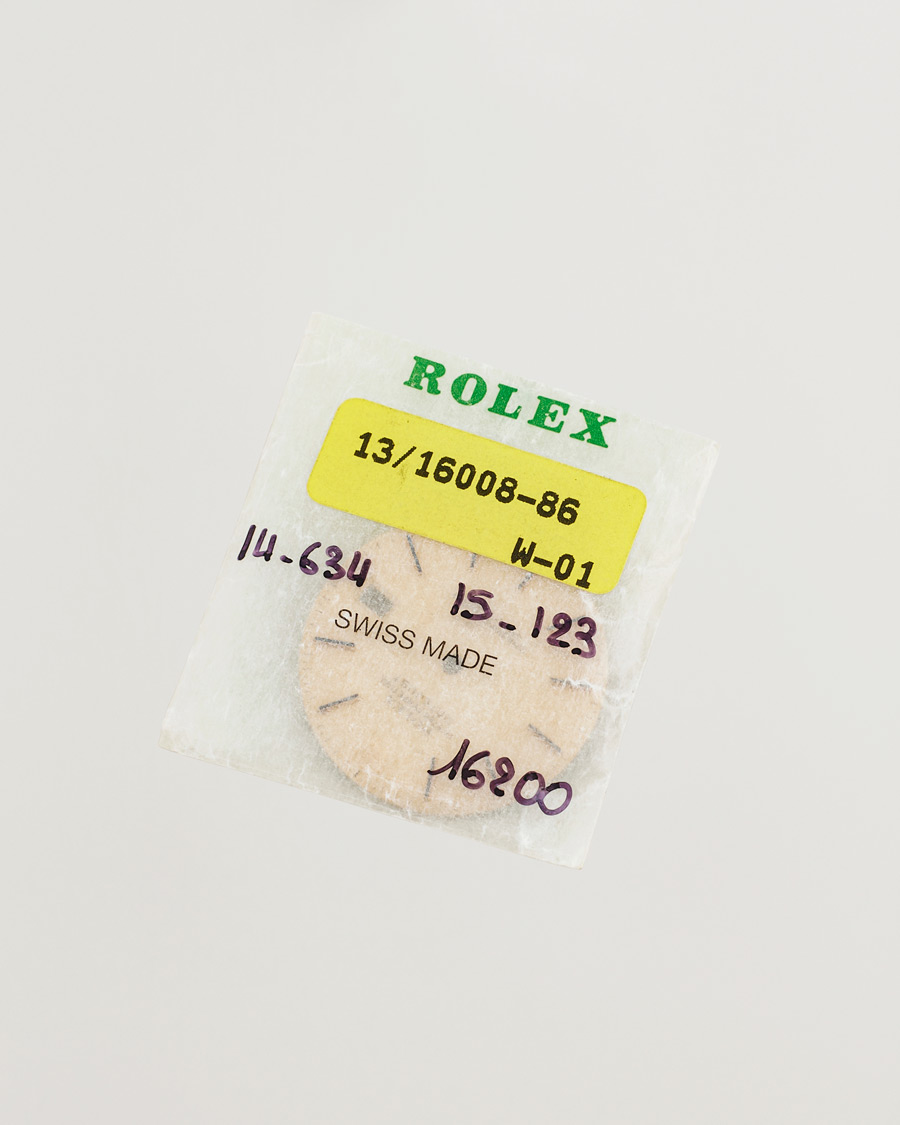 ROLEX
13/16008-86
W-01
14-634
15-123
SWISS MADE
16200